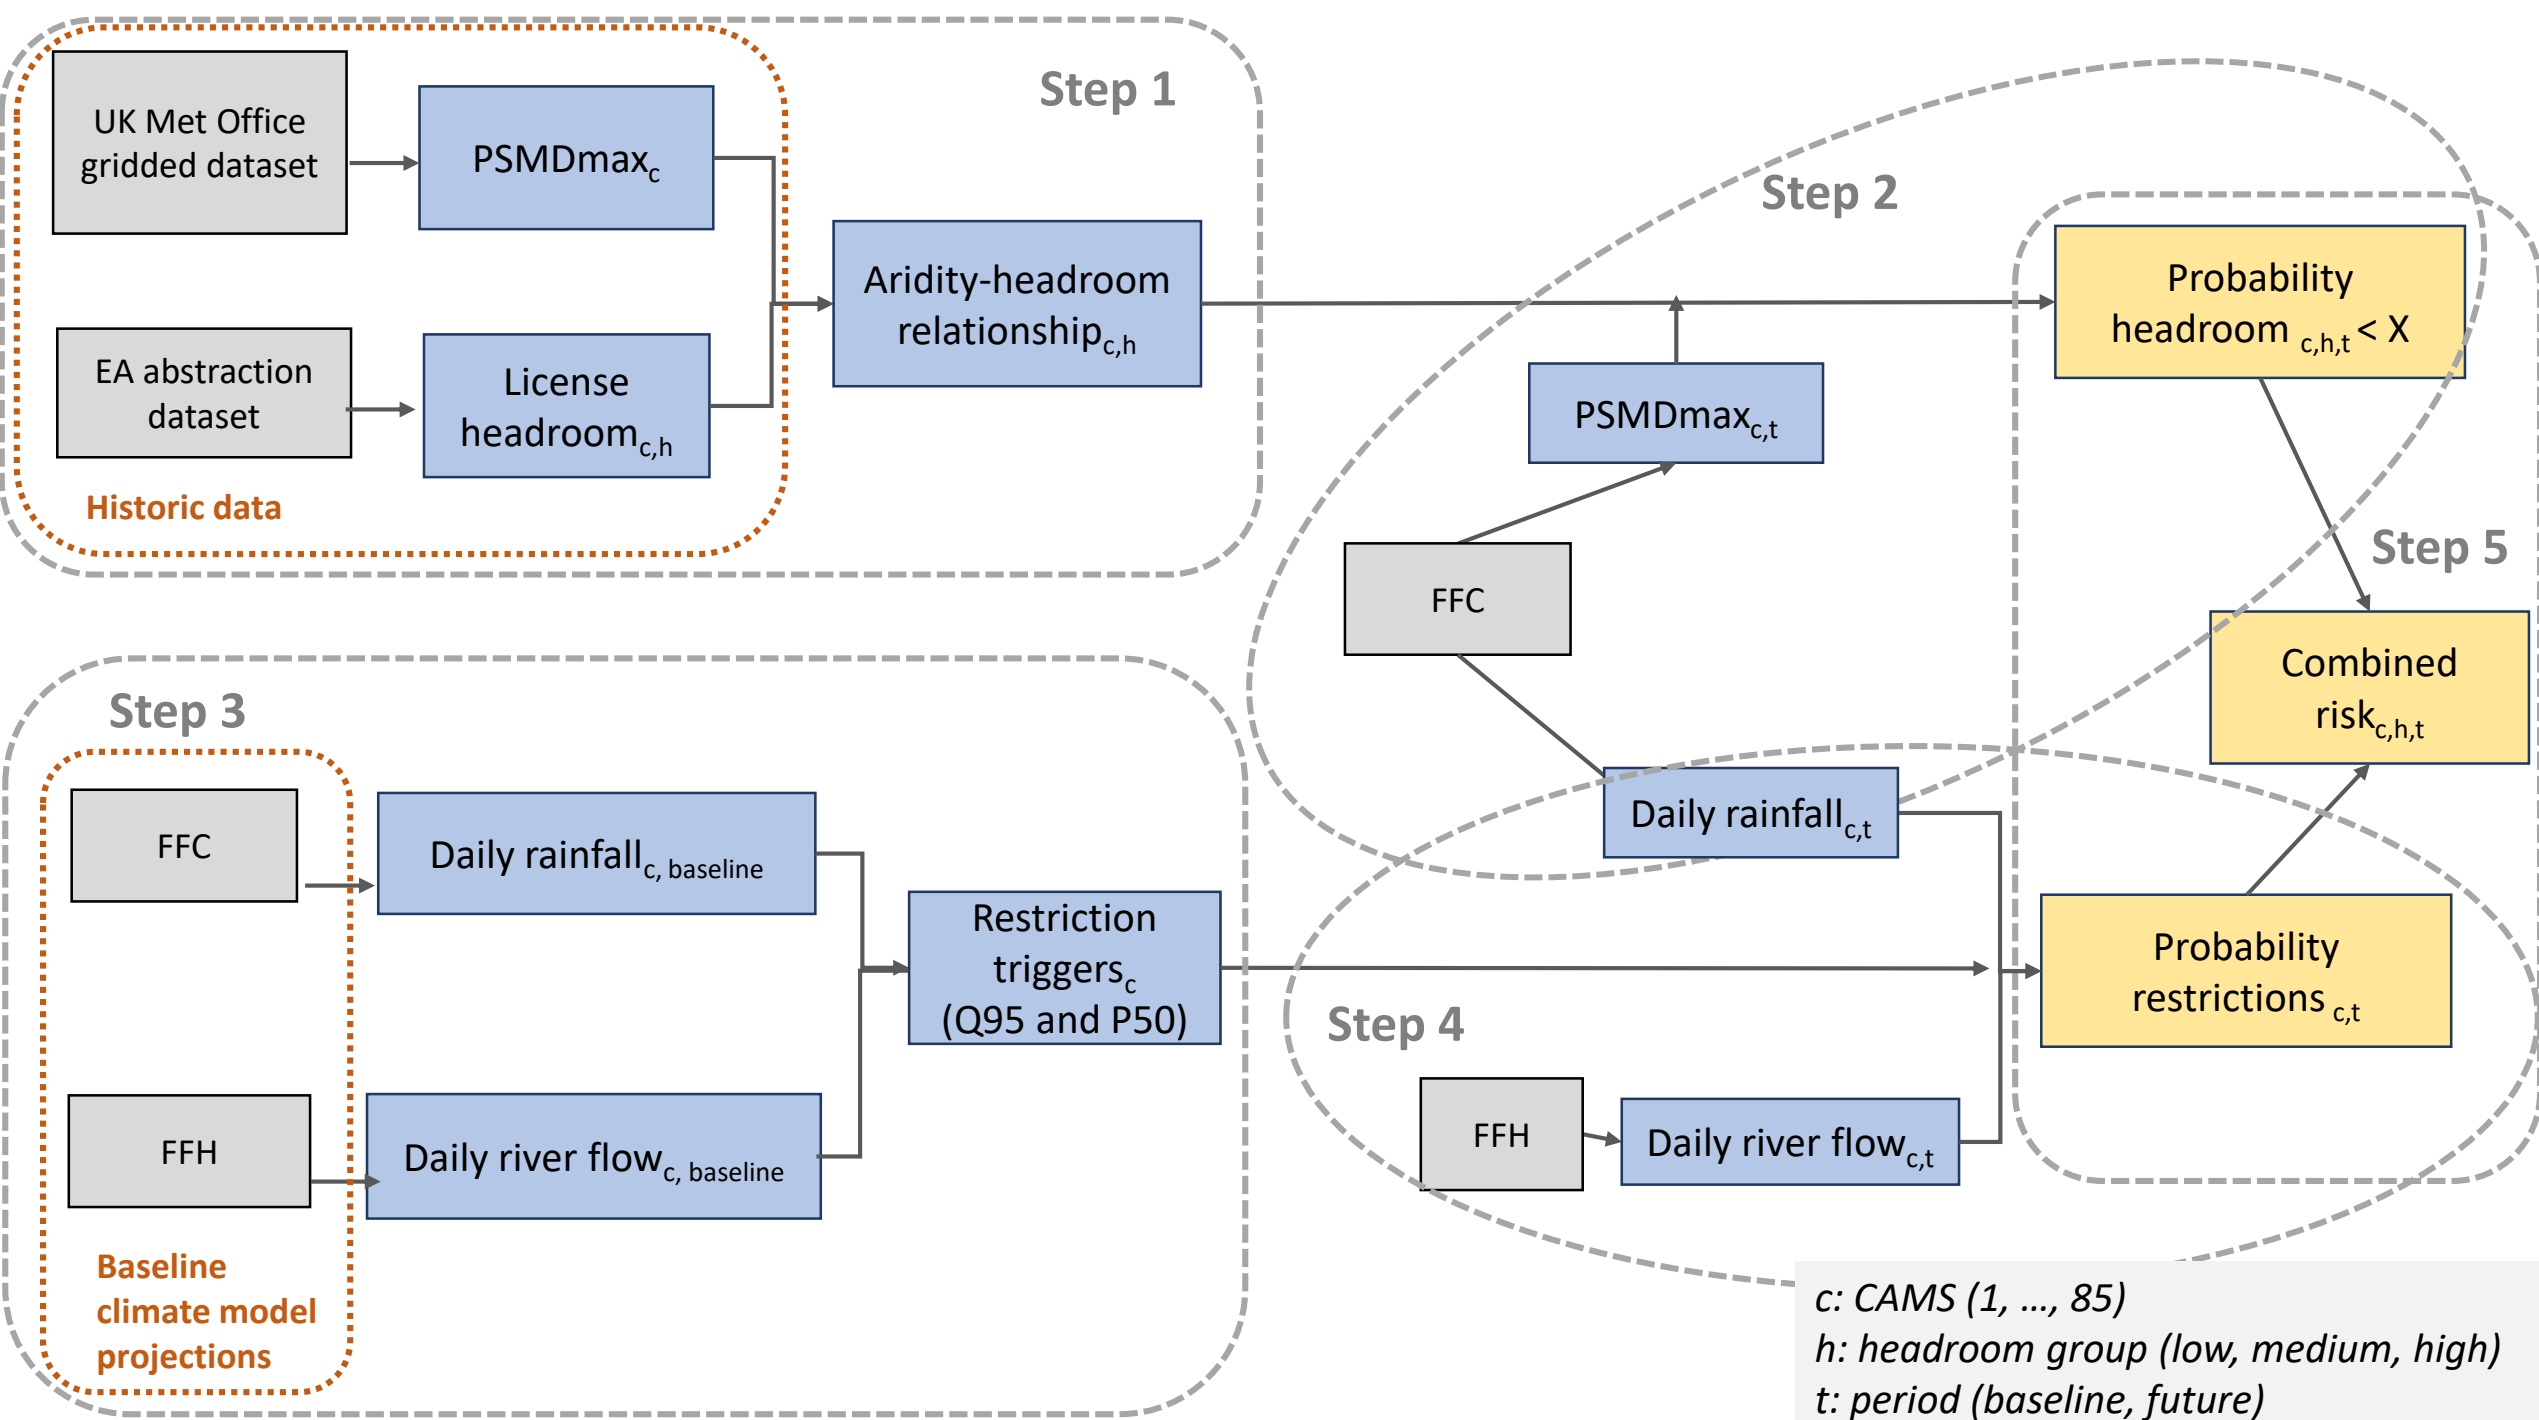 Step 1
UK Met Office
gridded dataset
PSMDmaxc
EA abstraction
dataset
License
headroomc,h
Historic data
Aridity-headroom
relationshipc,h
Step 2
Probability
headroom c,h,t < X
PSMDmaxc,t
FFC
Step 5
Combined
riskc,h,t
Step 3
FFC
Daily rainfallc, baseline
FFH
Daily river flowc, baseline
Baseline
climate model
projections
Restriction
triggersc
(Q95 and P50)
Daily rainfallc,t
Step 4
FFH
Daily river flowc,t
Probability
restrictions c,t
c: CAMS (1, …, 85)
h: headroom group (low, medium, high)
t: period (baseline, future)